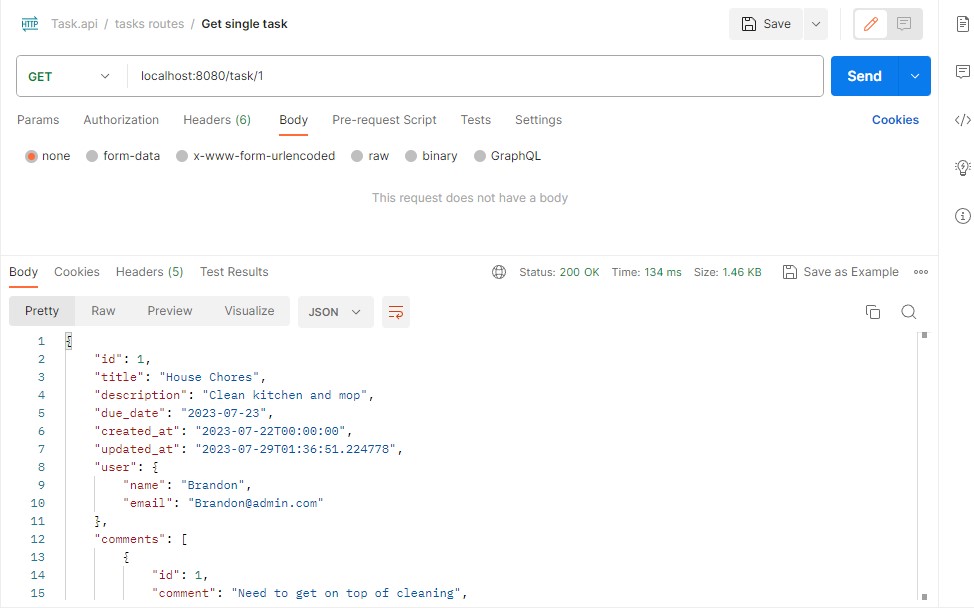 HTTP Task.api / tasks routes / Get single task Save
GET localhost:8080/task/1 Send
Params Authorization Headers (6) Body Pre-request Script Tests Settings Cookies
none form-data x-www-form-urlencoded raw binary GraphQL
This request does not have a body
Body Cookies Headers (5) Test Results Status: 200 OK Time: 134 ms Size: 1.46 KB Save as Example
Pretty Raw Preview Visualize JSON
1 {
2 "id": 1,
3 "title": "House Chores",
4 "description": "Clean kitchen and mop",
5 "due_date": "2023-07-23",
6 "created_at": "2023-07-22T00:00:00",
7 "updated_at": "2023-07-29T01:36:51.224778",
8 "user": {
9 "name": "Brandon",
10 "email": "Brandon@admin.com"
11 },
12 "comments": [
13 {
14 "id": 1,
15 "comment": "Need to get on top of cleaning",